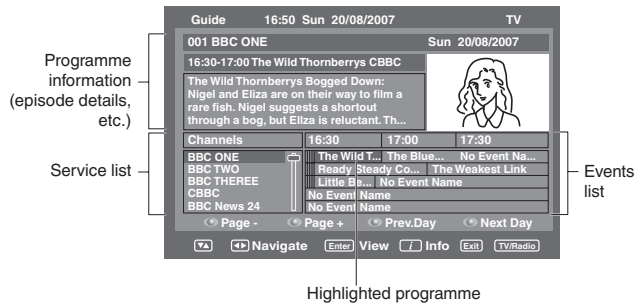 Guide 16:50 Sun 20/08/2007 TV
001 BBC ONE Sun 20/08/2007
16:30-17:00 The Wild Thornberrys CBBC
The Wild Thornberrys Bogged Down:
Nigel and Eliza are on their way to film a
rare fish. Nigel suggests a shortout
through a bog, but Ellza is reluctant. Th...
Programme
information
(episode details,
etc.)
Channels 16:30 17:00 17:30
BBC ONE The Wild T... The Blue... No Event Na...
BBC TWO Ready Steady Co... The Weakest Link
BBC THEREE Little Be... No Event Name
CBBC No Event Name
BBC News 24 No Event Name
Service list
Events
list
Page - Page + Prev.Day Next Day
Navigate Enter View i Info Exit TV/Radio
Highlighted programme